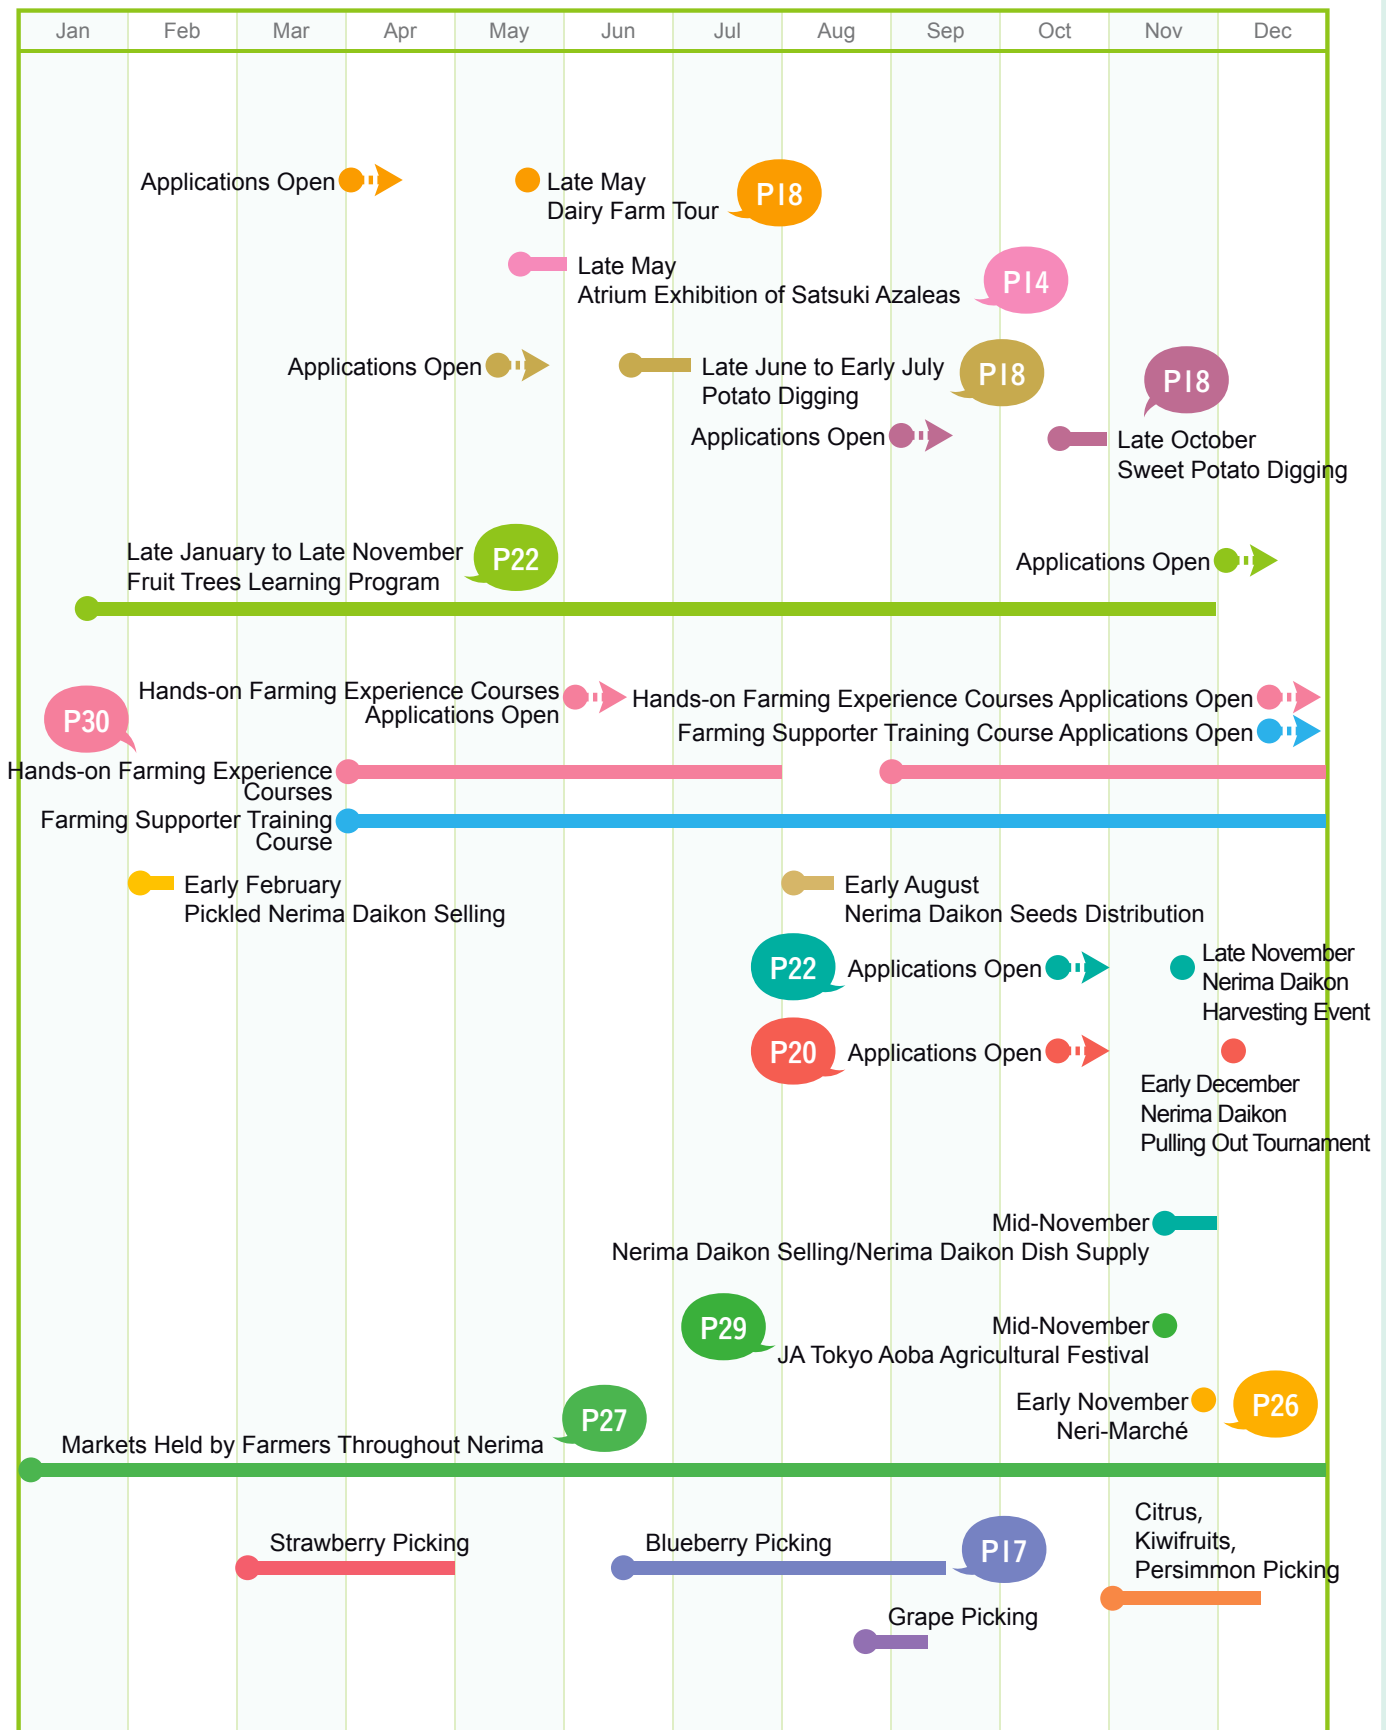 Jan Feb Mar Apr May Jun Jul Aug Sep Oct Nov Dec
Applications Open
Late May
Dairy Farm Tour
P18
Late May
Atrium Exhibition of Satsuki Azaleas
P14
Applications Open
Late June to Early July
Potato Digging
P18
P18
Applications Open
Late October
Sweet Potato Digging
Late January to Late November
Fruit Trees Learning Program
P22
Applications Open
P30
Hands-on Farming Experience Courses
Applications Open
Hands-on Farming Experience Courses Applications Open
Farming Supporter Training Course Applications Open
Hands-on Farming Experience
Courses
Farming Supporter Training
Course
Early February
Pickled Nerima Daikon Selling
Early August
Nerima Daikon Seeds Distribution
P22
Applications Open
Late November
Nerima Daikon
Harvesting Event
P20
Applications Open
Early December
Nerima Daikon
Pulling Out Tournament
Mid-November
Nerima Daikon Selling/Nerima Daikon Dish Supply
P29
Mid-November
JA Tokyo Aoba Agricultural Festival
Early November
Neri-Marché
P26
P27
Markets Held by Farmers Throughout Nerima
Strawberry Picking
Blueberry Picking
P17
Citrus,
Kiwifruits,
Persimmon Picking
Grape Picking